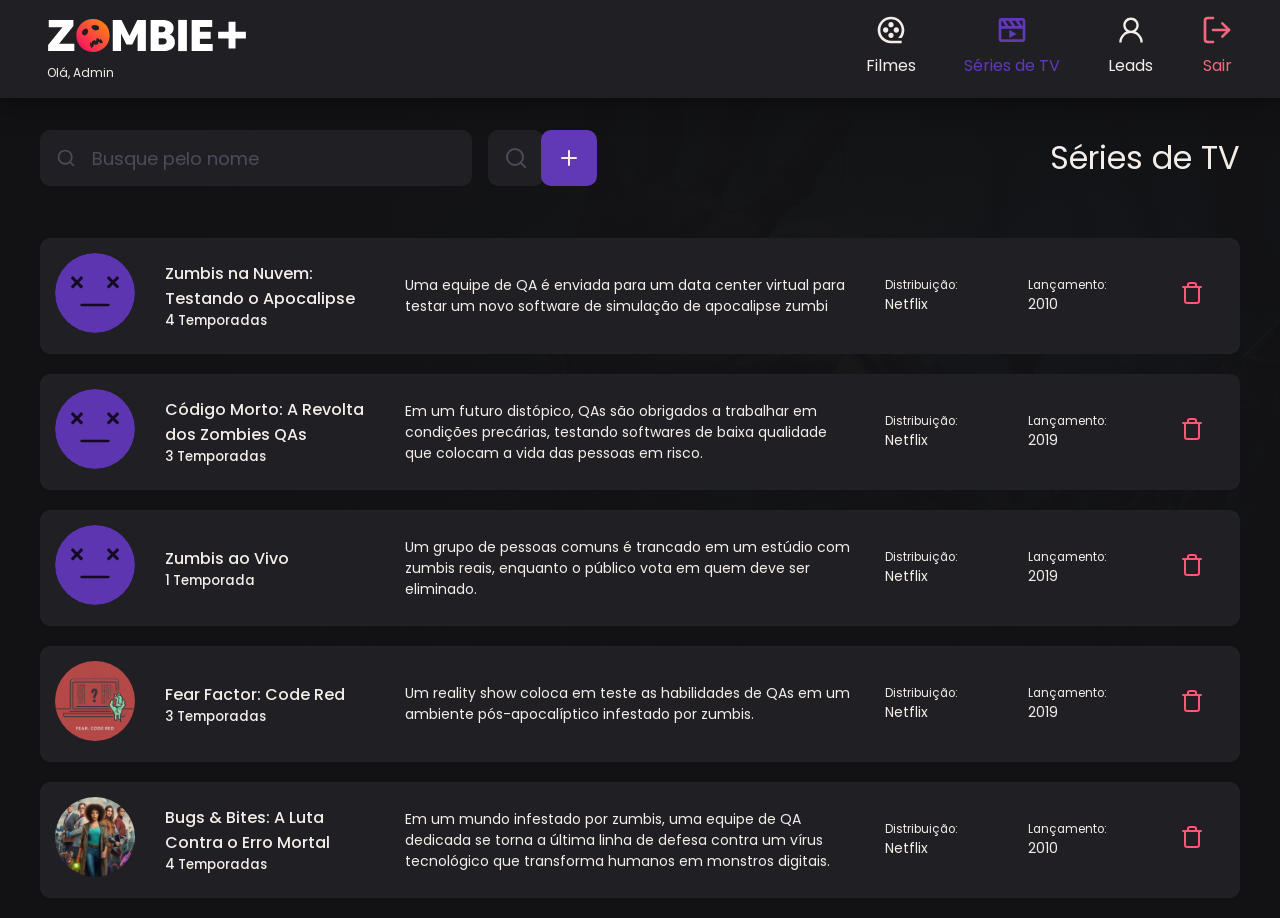 ZOMBIE+
Olá, Admin
Filmes
Séries de TV
Leads
Sair
Busque pelo nome
Séries de TV
Zumbis na Nuvem:
Testando o Apocalipse
4 Temporadas
Uma equipe de QA é enviada para um data center virtual para
testar um novo software de simulação de apocalipse zumbi
Distribuição:
Netflix
Lançamento:
2010
Código Morto: A Revolta
dos Zombies QAs
3 Temporadas
Em um futuro distópico, QAs são obrigados a trabalhar em
condições precárias, testando softwares de baixa qualidade
que colocam a vida das pessoas em risco.
Distribuição:
Netflix
Lançamento:
2019
Zumbis ao Vivo
1 Temporada
Um grupo de pessoas comuns é trancado em um estúdio com
zumbis reais, enquanto o público vota em quem deve ser
eliminado.
Distribuição:
Netflix
Lançamento:
2019
?
FEAR: CODE RED
Fear Factor: Code Red
3 Temporadas
Um reality show coloca em teste as habilidades de QAs em um
ambiente pós-apocalíptico infestado por zumbis.
Distribuição:
Netflix
Lançamento:
2019
Bugs & Bites: A Luta
Contra o Erro Mortal
4 Temporadas
Em um mundo infestado por zumbis, uma equipe de QA
dedicada se torna a última linha de defesa contra um vírus
tecnológico que transforma humanos em monstros digitais.
Distribuição:
Netflix
Lançamento:
2010